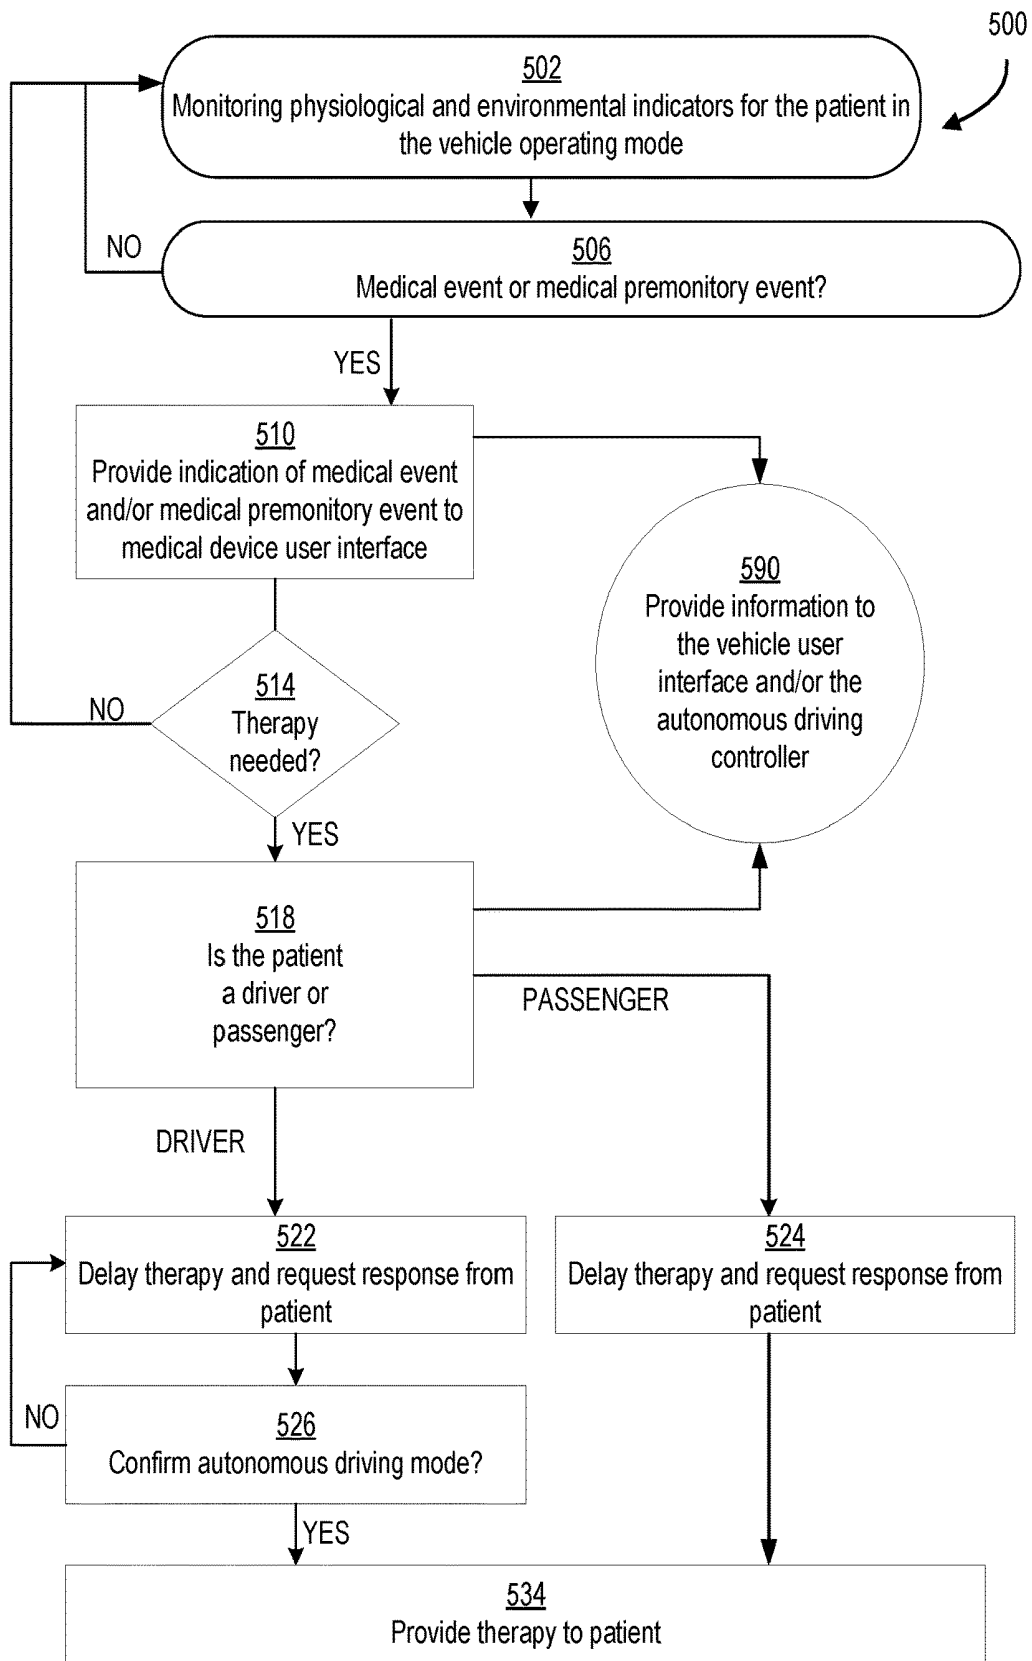 500
502
Monitoring physiological and environmental indicators for the patient in
the vehicle operating mode
NO
506
Medical event or medical premonitory event?
YES
510
Provide indication of medical event
and/or medical premonitory event to
medical device user interface
590
Provide information to
the vehicle user
interface and/or the
autonomous driving
controller
NO
514
Therapy
needed?
YES
518
Is the patient
a driver or
passenger?
PASSENGER
DRIVER
522
Delay therapy and request response from
patient
524
Delay therapy and request response from
patient
NO
526
Confirm autonomous driving mode?
YES
534
Provide therapy to patient